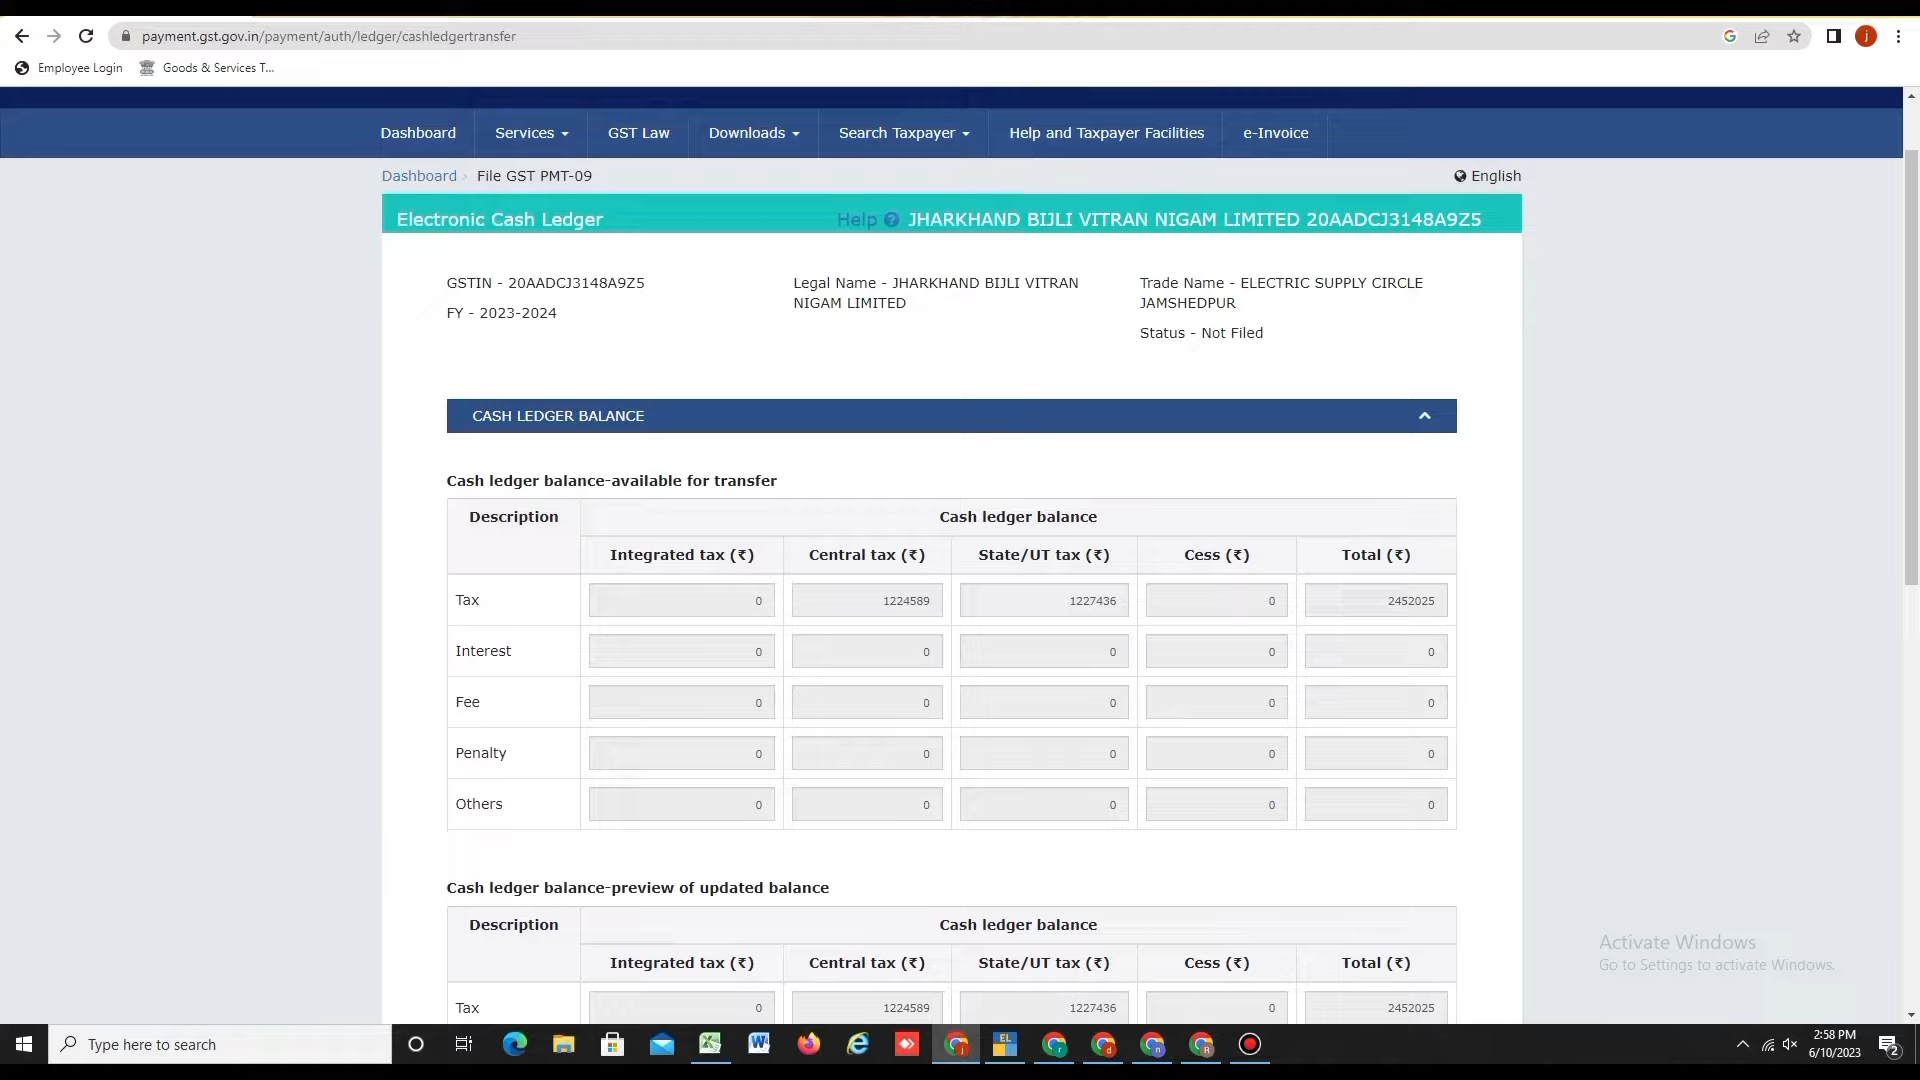 payment.gst.gov.in/payment/auth/ledger/cashledgertransfer
j
Employee Login Goods & Services T...
Dashboard Services GST Law Downloads Search Taxpayer Help and Taxpayer Facilities e-Invoice
Dashboard › File GST PMT-09 English
Electronic Cash Ledger Help JHARKHAND BIJLI VITRAN NIGAM LIMITED 20AADCJ3148A9Z5
GSTIN - 20AADCJ3148A9Z5 Legal Name - JHARKHAND BIJLI VITRAN Trade Name - ELECTRIC SUPPLY CIRCLE
NIGAM LIMITED JAMSHEDPUR
FY - 2023-2024
Status - Not Filed
CASH LEDGER BALANCE
Cash ledger balance-available for transfer
Description Cash ledger balance
Integrated tax (₹) Central tax (₹) State/UT tax (₹) Cess (₹) Total (₹)
Tax 0 1224589 1227436 0 2452025
Interest 0 0 0 0 0
Fee 0 0 0 0 0
Penalty 0 0 0 0 0
Others 0 0 0 0 0
Cash ledger balance-preview of updated balance
Description Cash ledger balance
Integrated tax (₹) Central tax (₹) State/UT tax (₹) Cess (₹) Total (₹)
Tax 0 1224589 1227436 0 2452025
Activate Windows
Go to Settings to activate Windows.
Type here to search
2:58 PM
6/10/2023
2